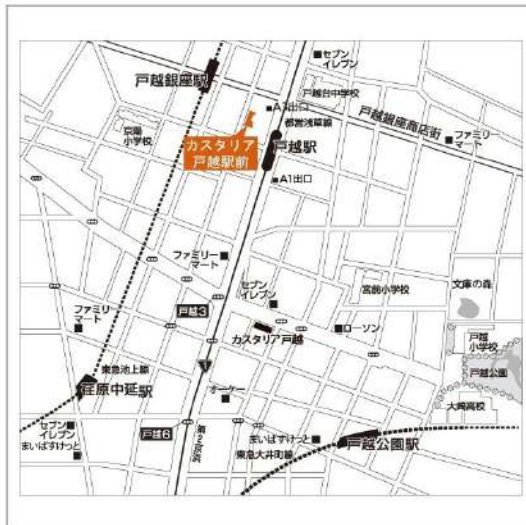 セブン
イレブン
戸越銀座駅
戸越台中学校
A3出口
都営浅草線
戸越銀座商店街
京陽
小学校
カスタリア
戸越駅前
戸越駅
ファミリー
マート
A1出口
ファミリー
マート
セブン
イレブン
宮前小学校
文庫の森
戸越3
ファミリー
マート
カスタリア戸越
ローソン
戸越
小学校
戸越公園
1
東急池上線
荏原中延駅
オーケー
大崎高校
セブン
イレブン
まいばすけっと
戸越6
第2京浜
まいばすけっと
東急大井町線
戸越公園駅